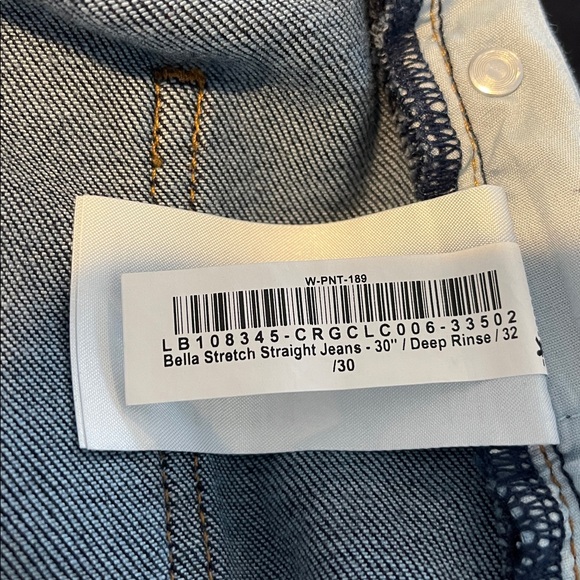 W-PNT-189
LB108345-CRGCLC006-33502
Bella Stretch Straight Jeans - 30" / Deep Rinse / 32
/30